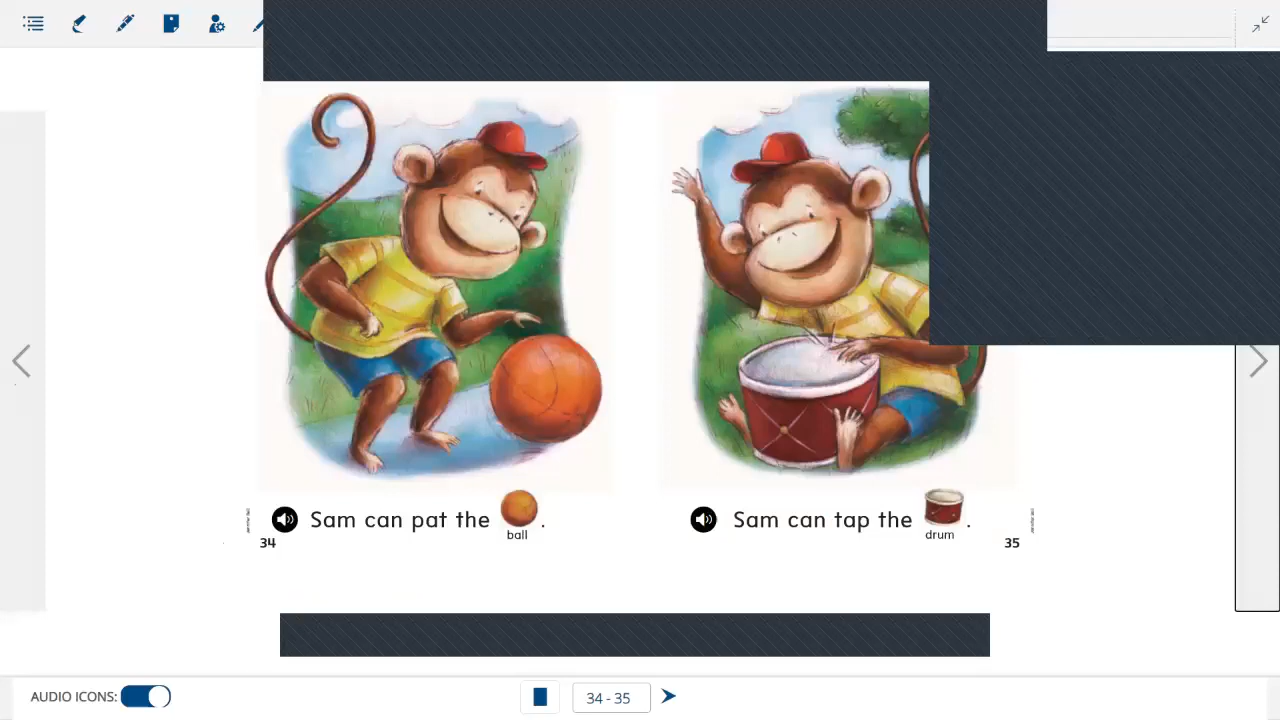 Sam can pat the
.
ball
34
Sam can tap the
.
drum
35
AUDIO ICONS:
34 - 35